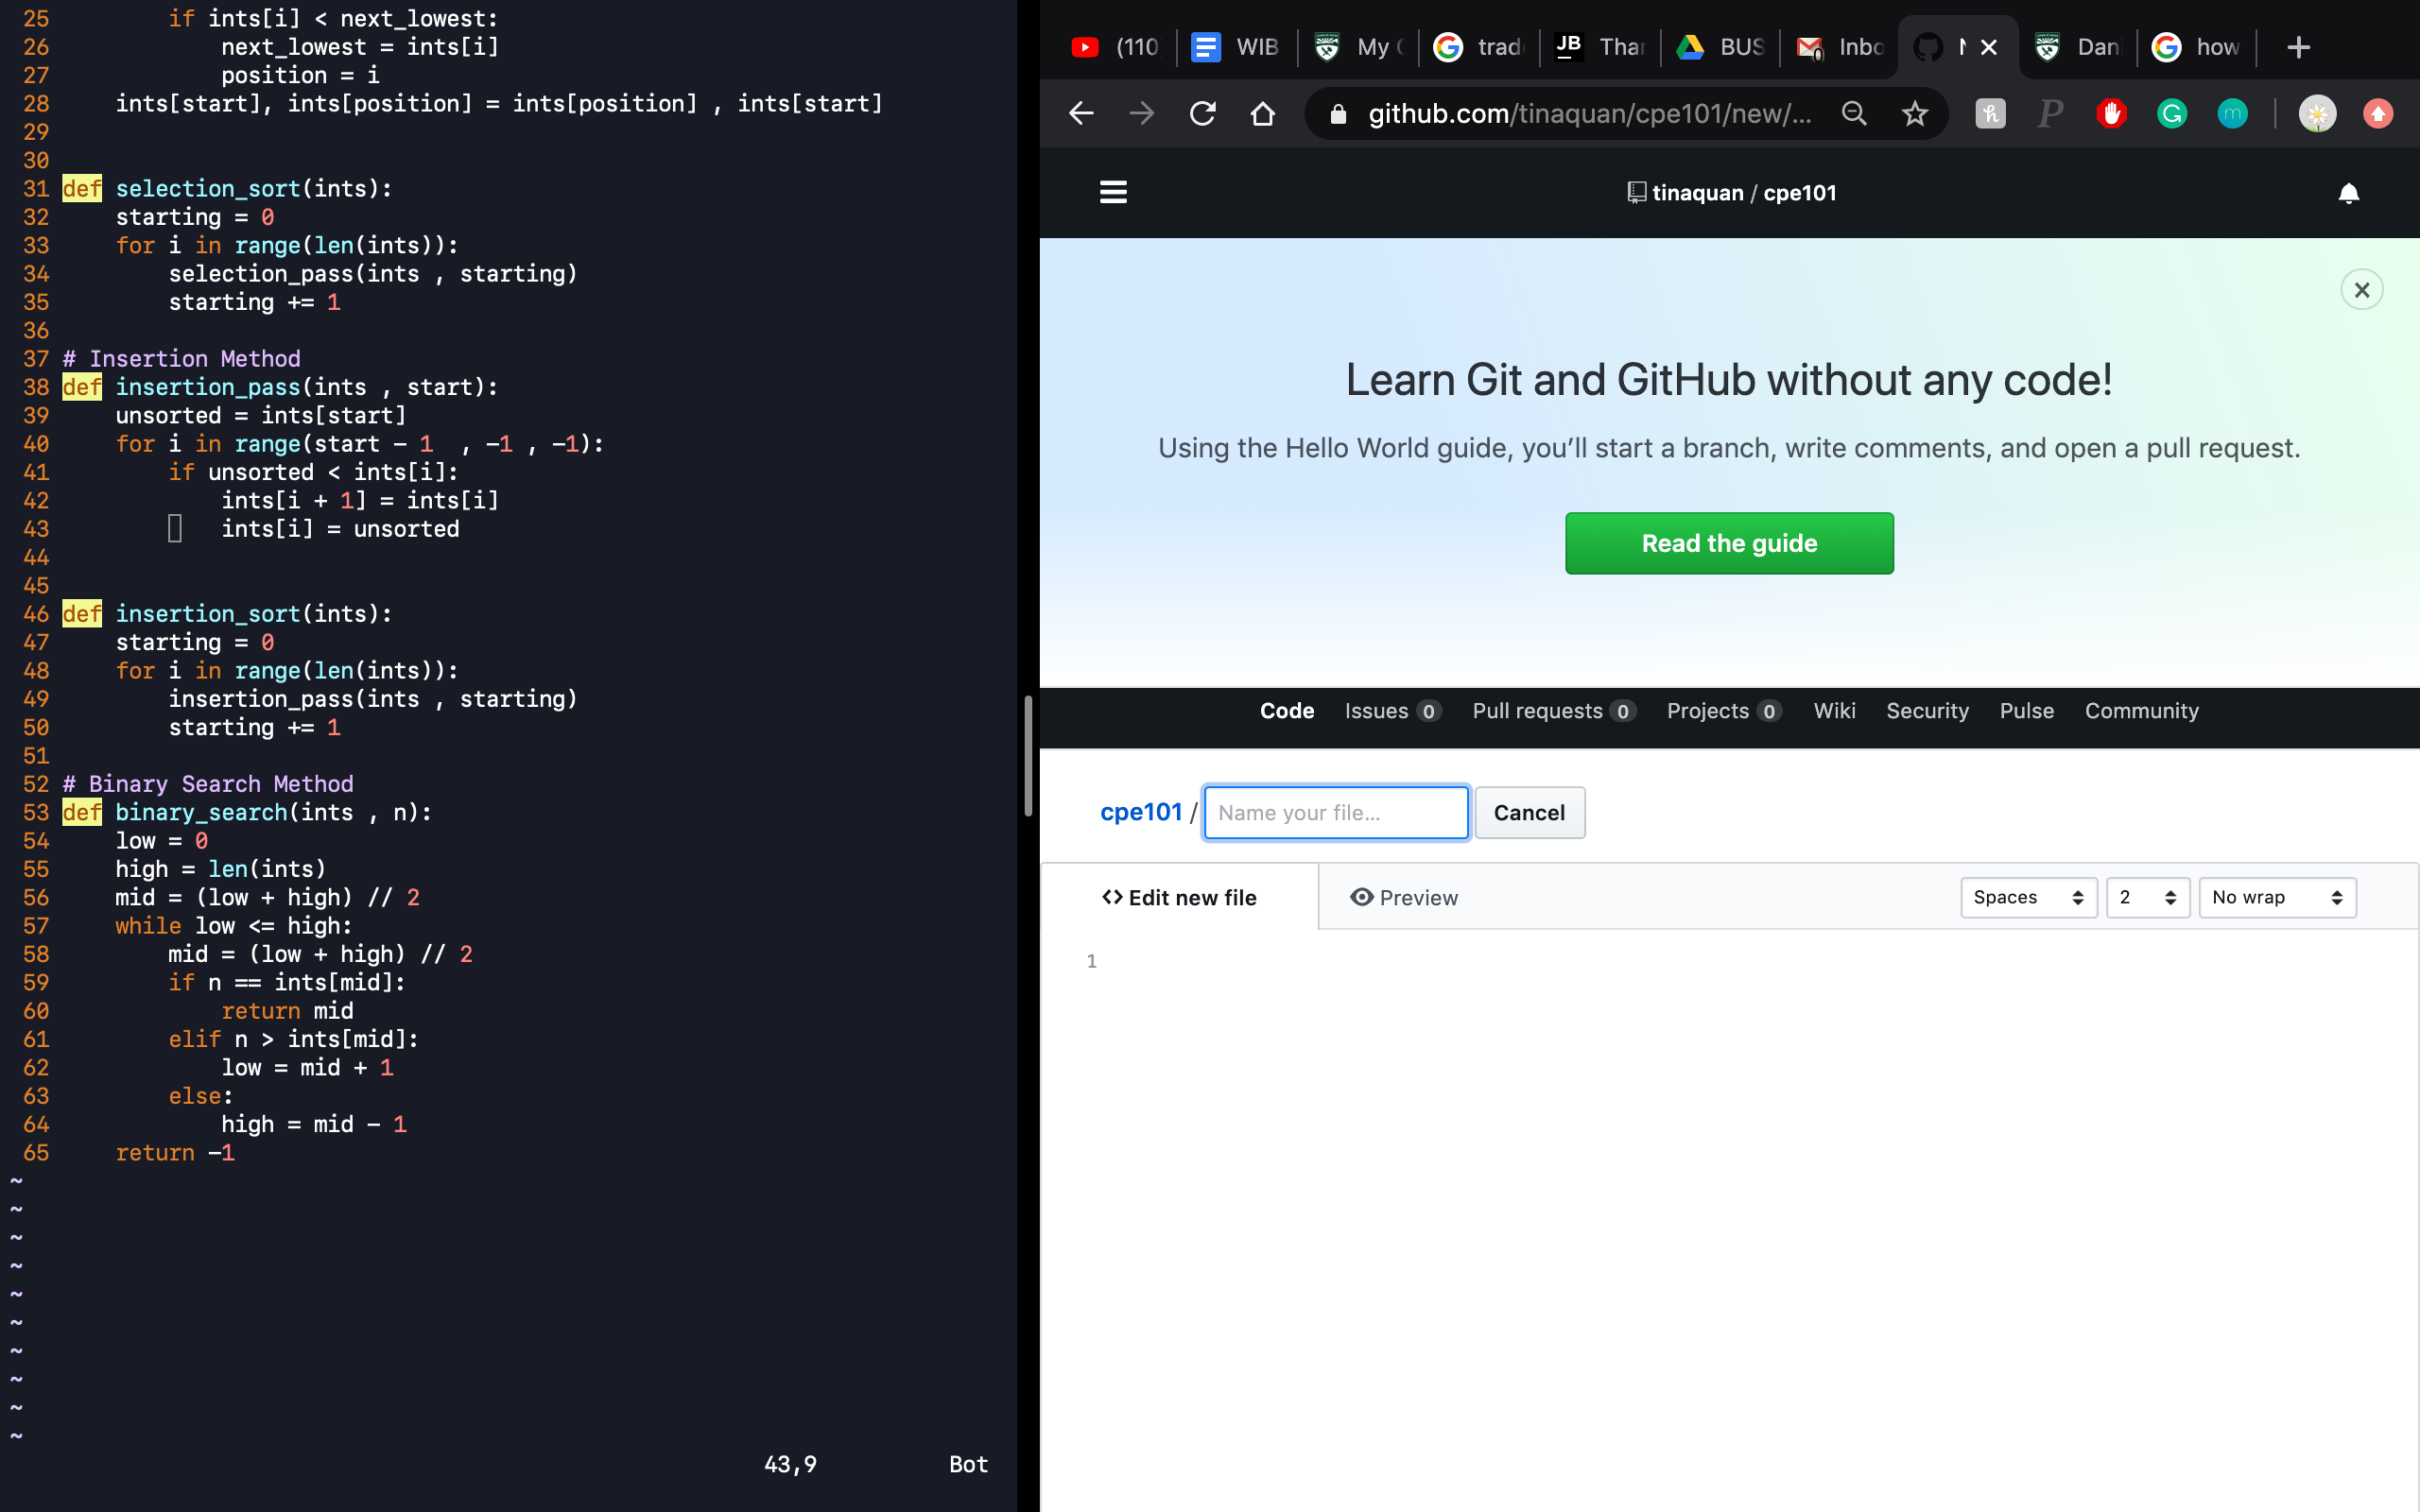 25         if ints[i] < next_lowest:
26             next_lowest = ints[i]
27             position = i
28     ints[start], ints[position] = ints[position] , ints[start]
29
30
31 def selection_sort(ints):
32     starting = 0
33     for i in range(len(ints)):
34         selection_pass(ints , starting)
35         starting += 1
36
37 # Insertion Method
38 def insertion_pass(ints , start):
39     unsorted = ints[start]
40     for i in range(start - 1  , -1 , -1):
41         if unsorted < ints[i]:
42             ints[i + 1] = ints[i]
43             ints[i] = unsorted
44
45
46 def insertion_sort(ints):
47     starting = 0
48     for i in range(len(ints)):
49         insertion_pass(ints , starting)
50         starting += 1
51
52 # Binary Search Method
53 def binary_search(ints , n):
54     low = 0
55     high = len(ints)
56     mid = (low + high) // 2
57     while low <= high:
58         mid = (low + high) // 2
59         if n == ints[mid]:
60             return mid
61         elif n > ints[mid]:
62             low = mid + 1
63         else:
64             high = mid - 1
65     return -1
~
~
~
~
~
~
~
~
~
~
43,9 Bot
(110 WIB My trad JB Thar BUS Inbo Dan how
github.com/tinaquan/cpe101/new/...
tinaquan / cpe101
Learn Git and GitHub without any code!
Using the Hello World guide, you’ll start a branch, write comments, and open a pull request.
Read the guide
Code Issues 0 Pull requests 0 Projects 0 Wiki Security Pulse Community
cpe101 / Name your file... Cancel
<> Edit new file Preview Spaces 2 No wrap
1